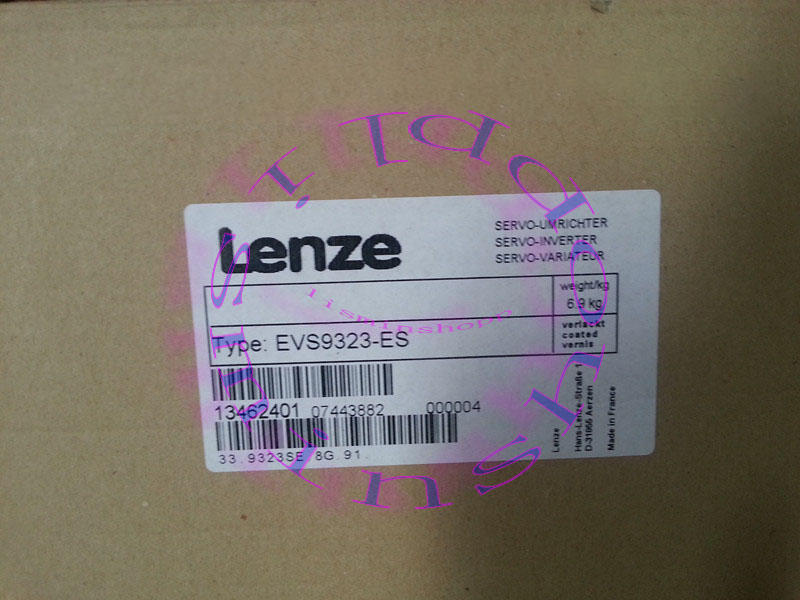 Lenze
SERVO-UMRICHTER
SERVO-INVERTER
SERVO-VARIATEUR
weight/kg
6.9 kg
Type: EVS9323-ES
verlackt
coated
vernis
13462401 07443882 000004
33.9323SE 8G.91.
Lenze
Hans-Lenze-Straße 1
D-31855 Aerzen
Made in France